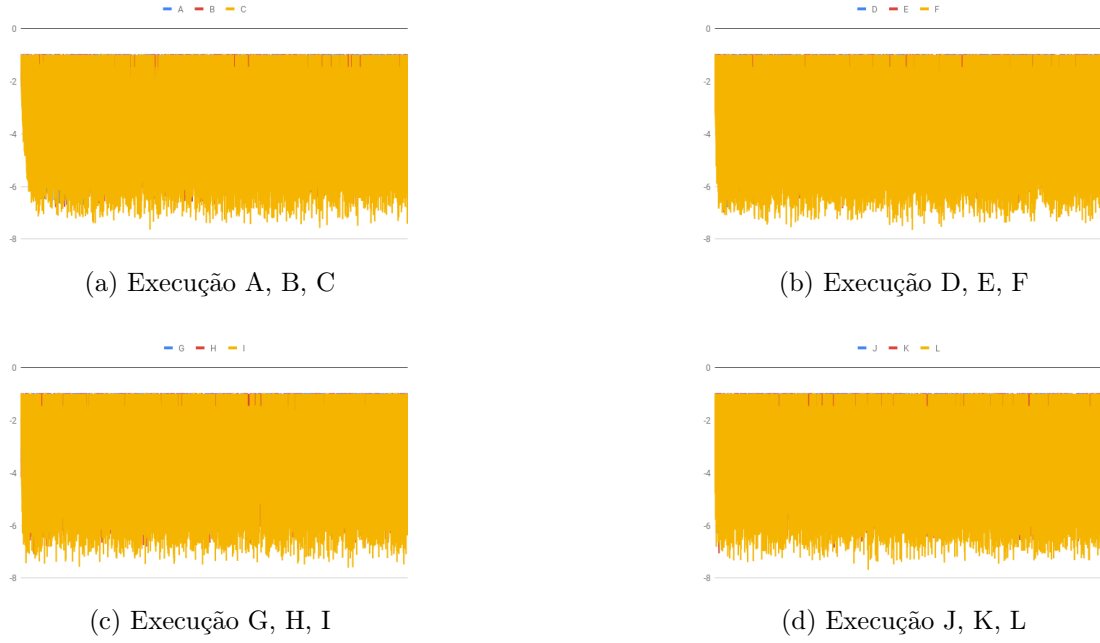 A B C
0
-2
-4
-6
-8
(a) Execução A, B, C
D E F
0
-2
-4
-6
-8
(b) Execução D, E, F
G H I
0
-2
-4
-6
-8
(c) Execução G, H, I
J K L
0
-2
-4
-6
-8
(d) Execução J, K, L